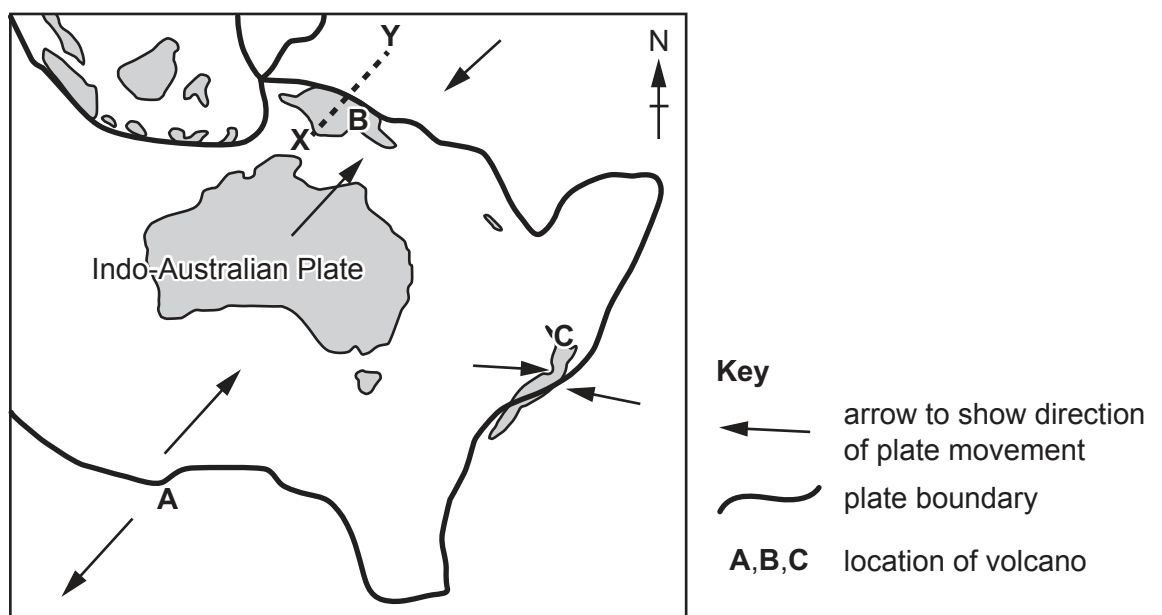 Y
N
B
X
Indo-Australian Plate
C
A
Key
arrow to show direction
of plate movement
plate boundary
A,B,C location of volcano